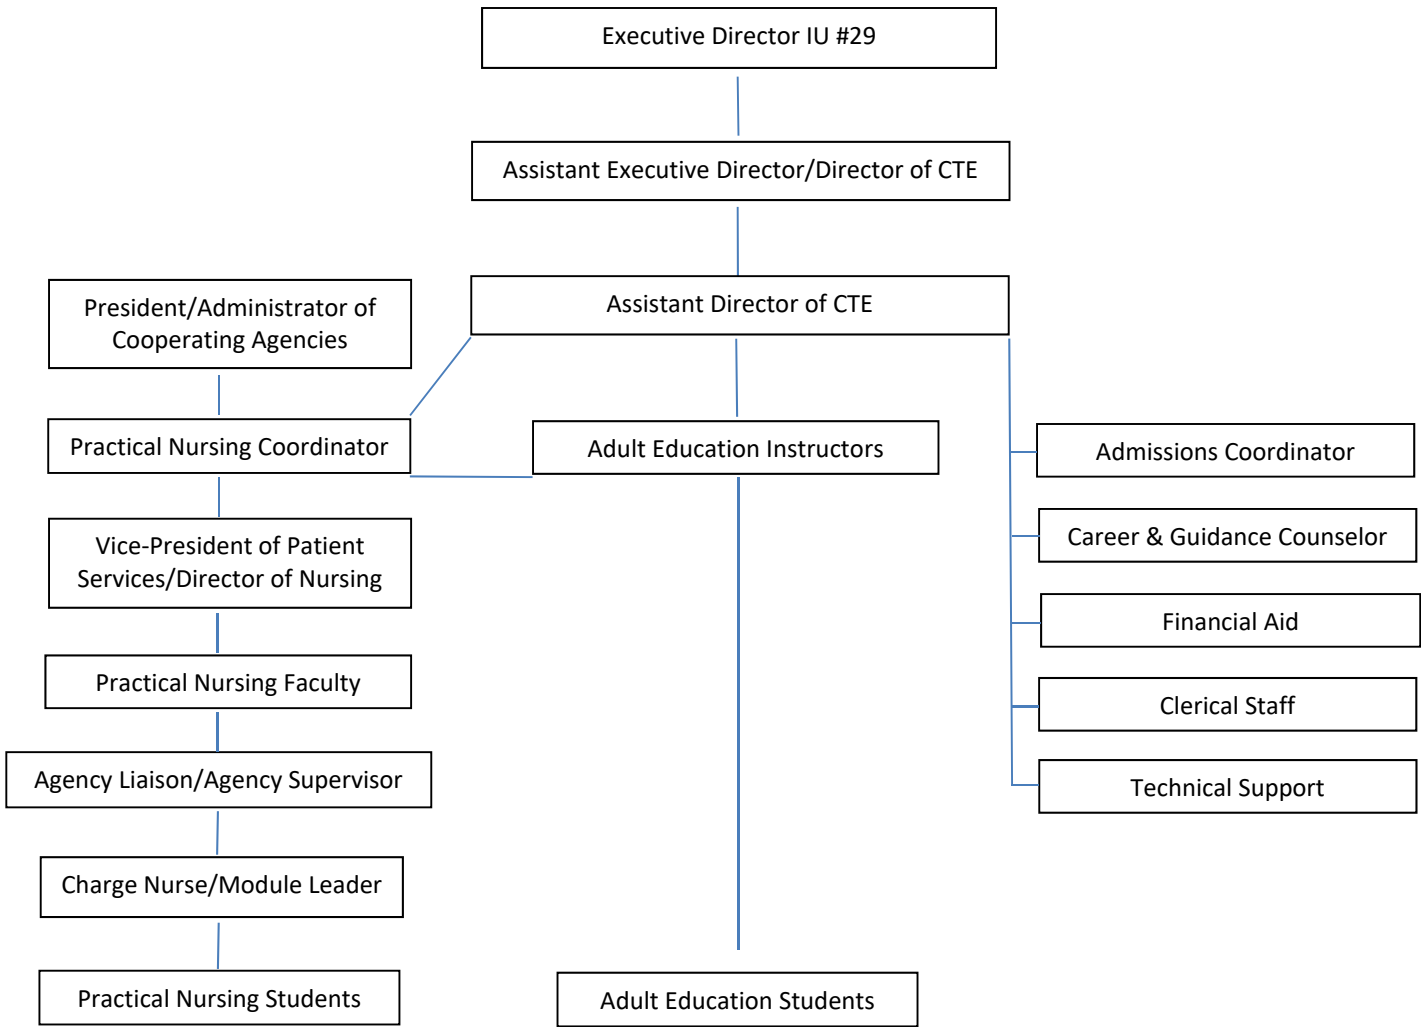 Executive Director IU #29
Assistant Executive Director/Director of CTE
Assistant Director of CTE
President/Administrator of
Cooperating Agencies
Practical Nursing Coordinator
Vice-President of Patient
Services/Director of Nursing
Practical Nursing Faculty
Agency Liaison/Agency Supervisor
Charge Nurse/Module Leader
Practical Nursing Students
Adult Education Instructors
Adult Education Students
Admissions Coordinator
Career & Guidance Counselor
Financial Aid
Clerical Staff
Technical Support